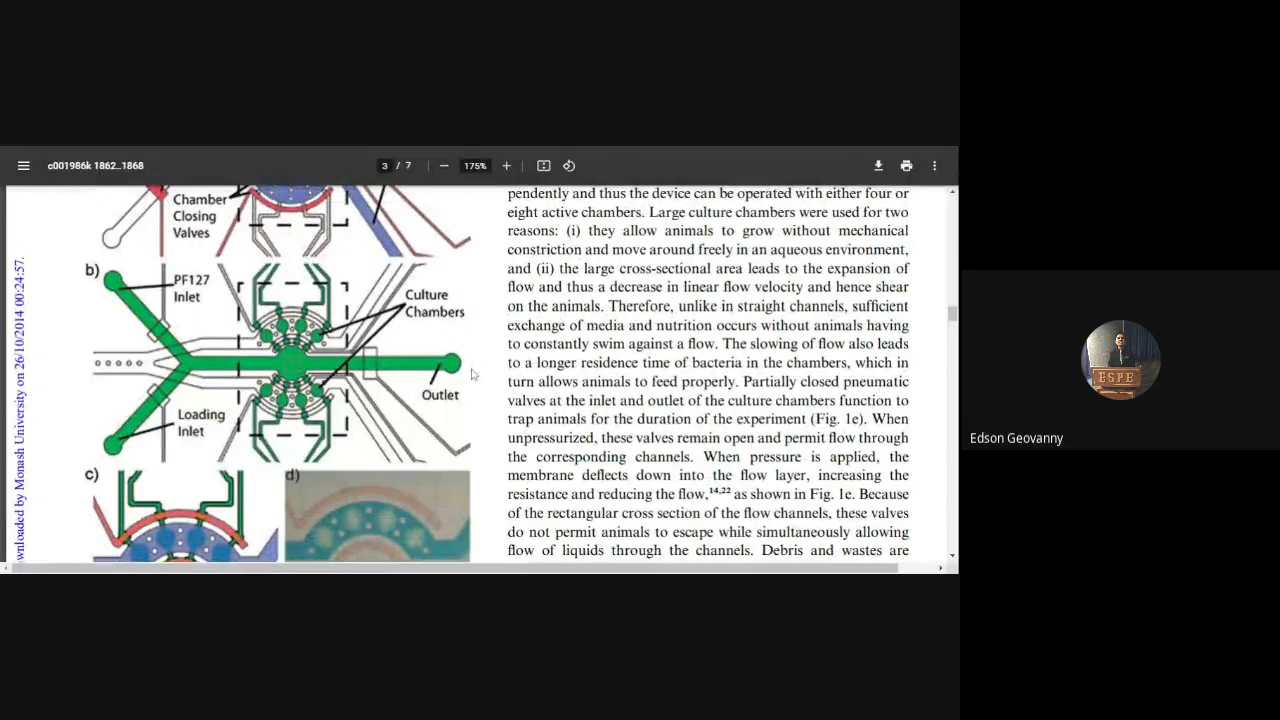 c001986k 1862..1868
3 / 7
175%
Chamber
Closing
Valves
b)
PF127
Inlet
Culture
Chambers
Outlet
Loading
Inlet
c)
d)
wnloaded by Monash University on 26/10/2014 00:24:57.
pendently and thus the device can be operated with either four or
eight active chambers. Large culture chambers were used for two
reasons: (i) they allow animals to grow without mechanical
constriction and move around freely in an aqueous environment,
and (ii) the large cross-sectional area leads to the expansion of
flow and thus a decrease in linear flow velocity and hence shear
on the animals. Therefore, unlike in straight channels, sufficient
exchange of media and nutrition occurs without animals having
to constantly swim against a flow. The slowing of flow also leads
to a longer residence time of bacteria in the chambers, which in
turn allows animals to feed properly. Partially closed pneumatic
valves at the inlet and outlet of the culture chambers function to
trap animals for the duration of the experiment (Fig. 1e). When
unpressurized, these valves remain open and permit flow through
the corresponding channels. When pressure is applied, the
membrane deflects down into the flow layer, increasing the
resistance and reducing the flow,14,22 as shown in Fig. 1e. Because
of the rectangular cross section of the flow channels, these valves
do not permit animals to escape while simultaneously allowing
flow of liquids through the channels. Debris and wastes are
ESPE
Edson Geovanny